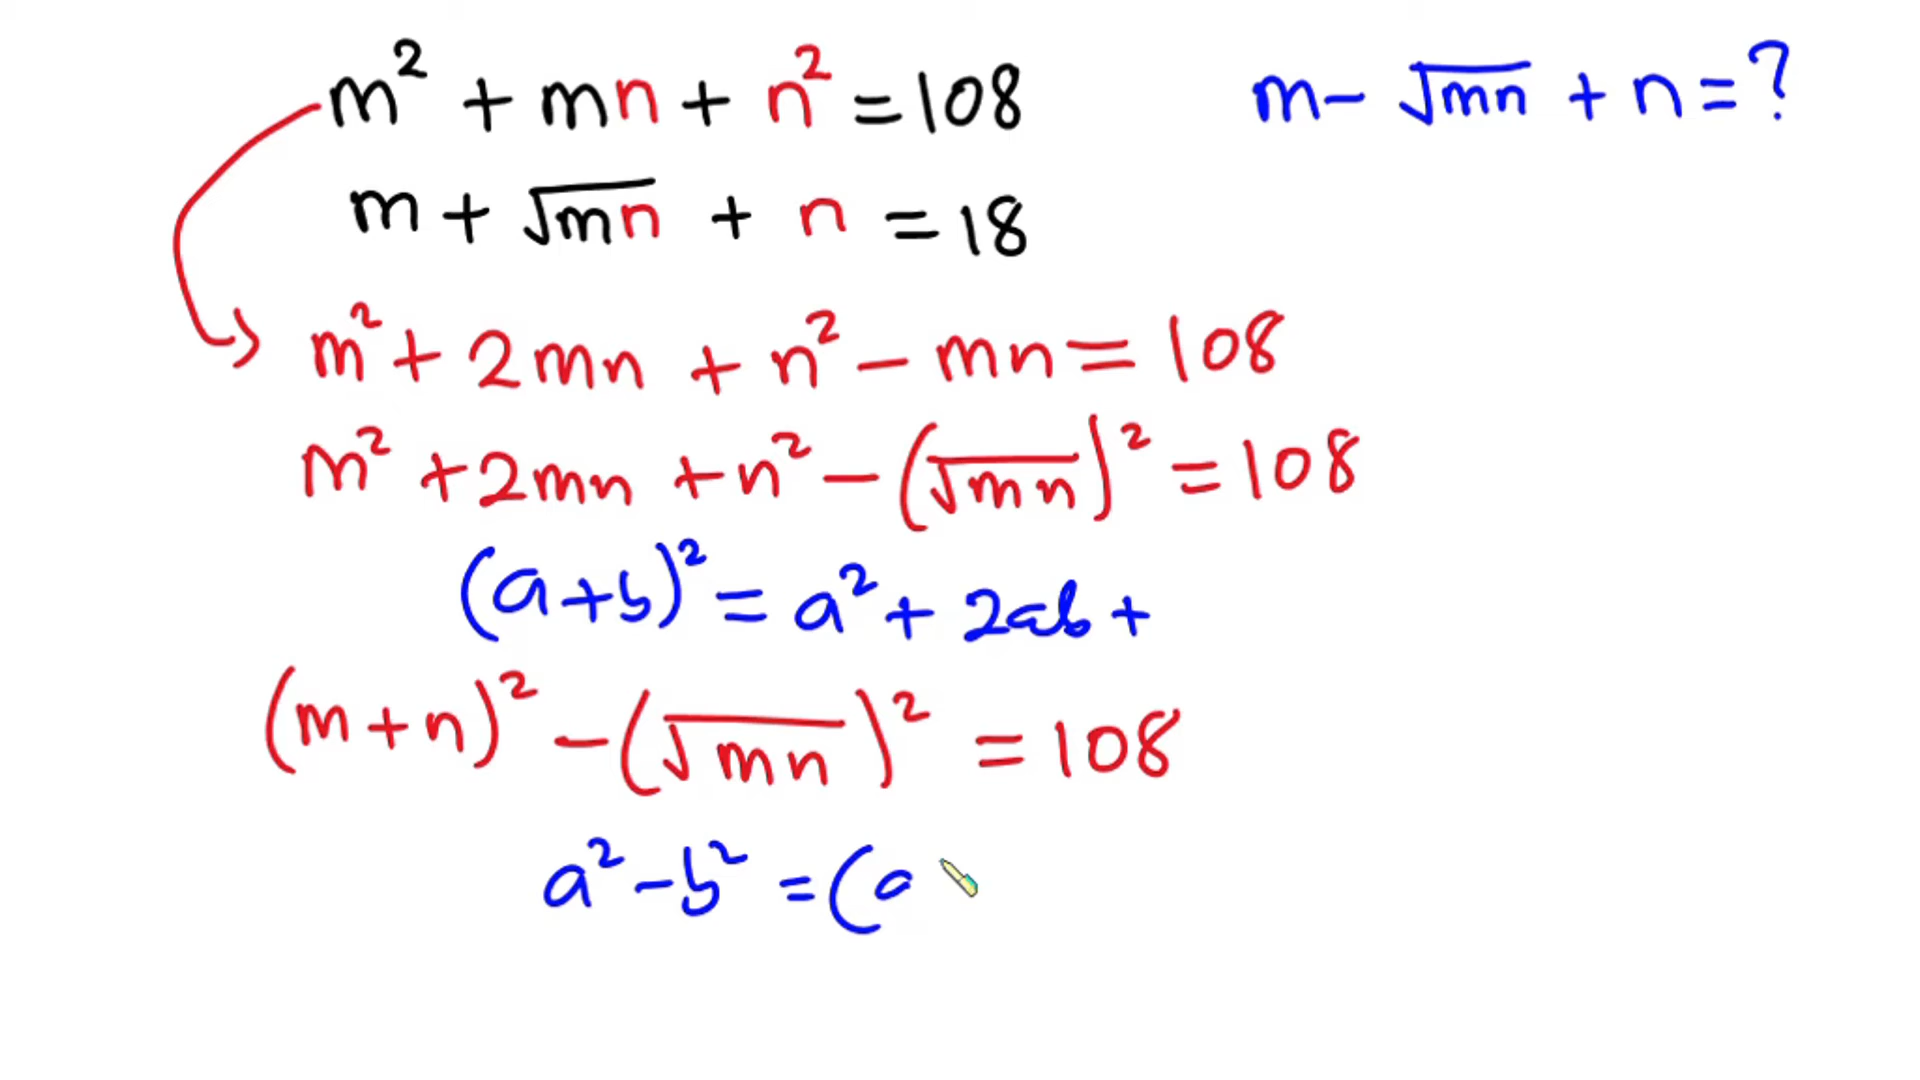 m² + mn + n² = 108
m - √mn + n = ?
m + √mn + n = 18
m² + 2mn + n² - mn = 108
m² + 2mn + n² - (√mn)² = 108
(a+b)² = a² + 2ab +
(m+n)² - (√mn)² = 108
a² - b² = (a